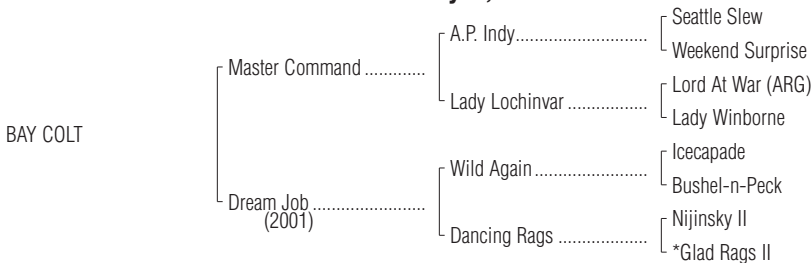 Seattle Slew
A.P. Indy..............................
Weekend Surprise
Master Command .............
Lord At War (ARG)
Lady Lochinvar ..................
Lady Winborne
BAY COLT
Icecapade
Wild Again..........................
Bushel-n-Peck
Dream Job ........................
(2001)
Nijinsky II
Dancing Rags ....................
*Glad Rags II